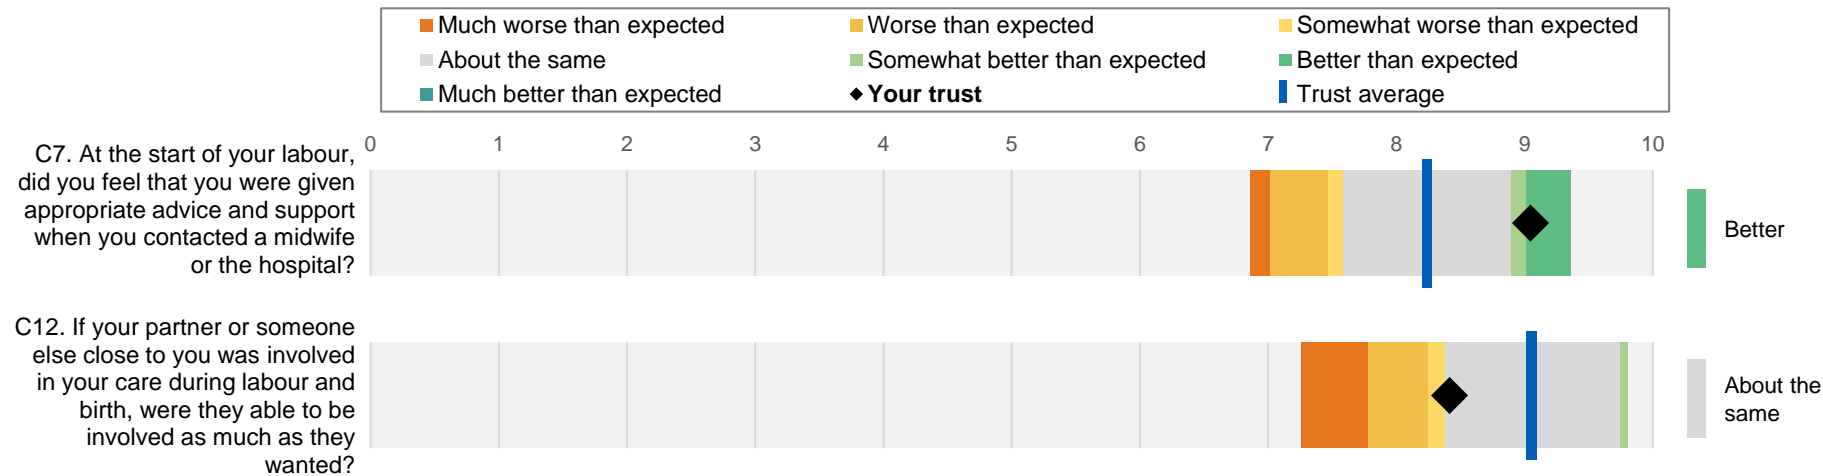 Much worse than expected
Worse than expected
Somewhat worse than expected
About the same
Somewhat better than expected
Better than expected
Much better than expected
Your trust
Trust average
0 1 2 3 4 5 6 7 8 9 10
C7. At the start of your labour,
did you feel that you were given
appropriate advice and support
when you contacted a midwife
or the hospital?
Better
C12. If your partner or someone
else close to you was involved
in your care during labour and
birth, were they able to be
involved as much as they
wanted?
About the
same